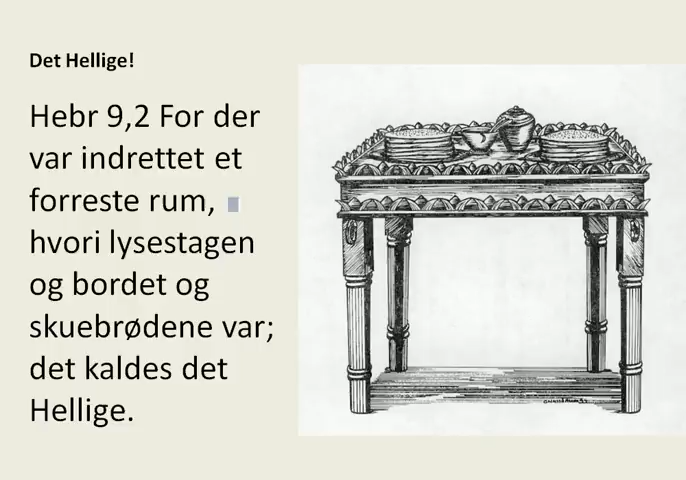 Det Hellige!
Hebr 9,2 For der
var indrettet et
forreste rum,
hvori lysestagen
og bordet og
skuebrødene var;
det kaldes det
Hellige.